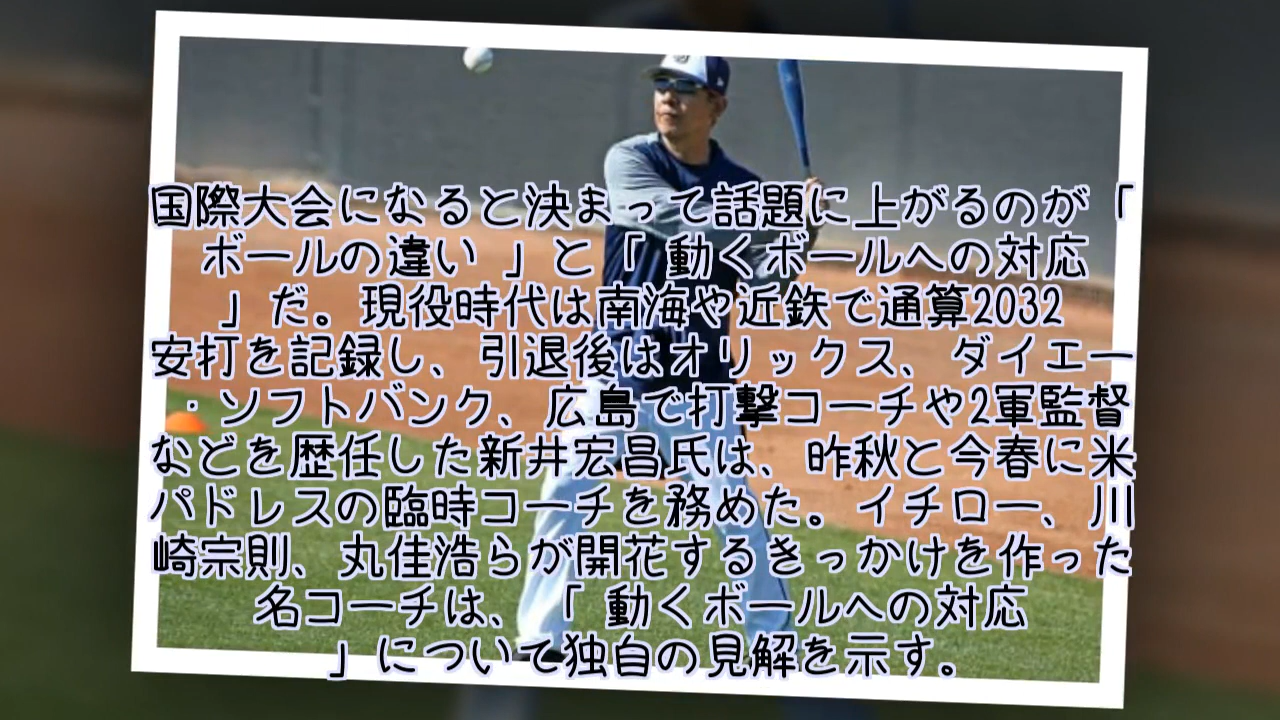 国際大会になると決まって話題に上がるのが「
ボールの違い 」と「 動くボールへの対応
」だ。現役時代は南海や近鉄で通算2032
安打を記録し、引退後はオリックス、ダイエー
・ソフトバンク、広島で打撃コーチや2軍監督
などを歴任した新井宏昌氏は、昨秋と今春に米
パドレスの臨時コーチを務めた。イチロー、川
崎宗則、丸佳浩らが開花するきっかけを作った
名コーチは、「 動くボールへの対応
」について独自の見解を示す。